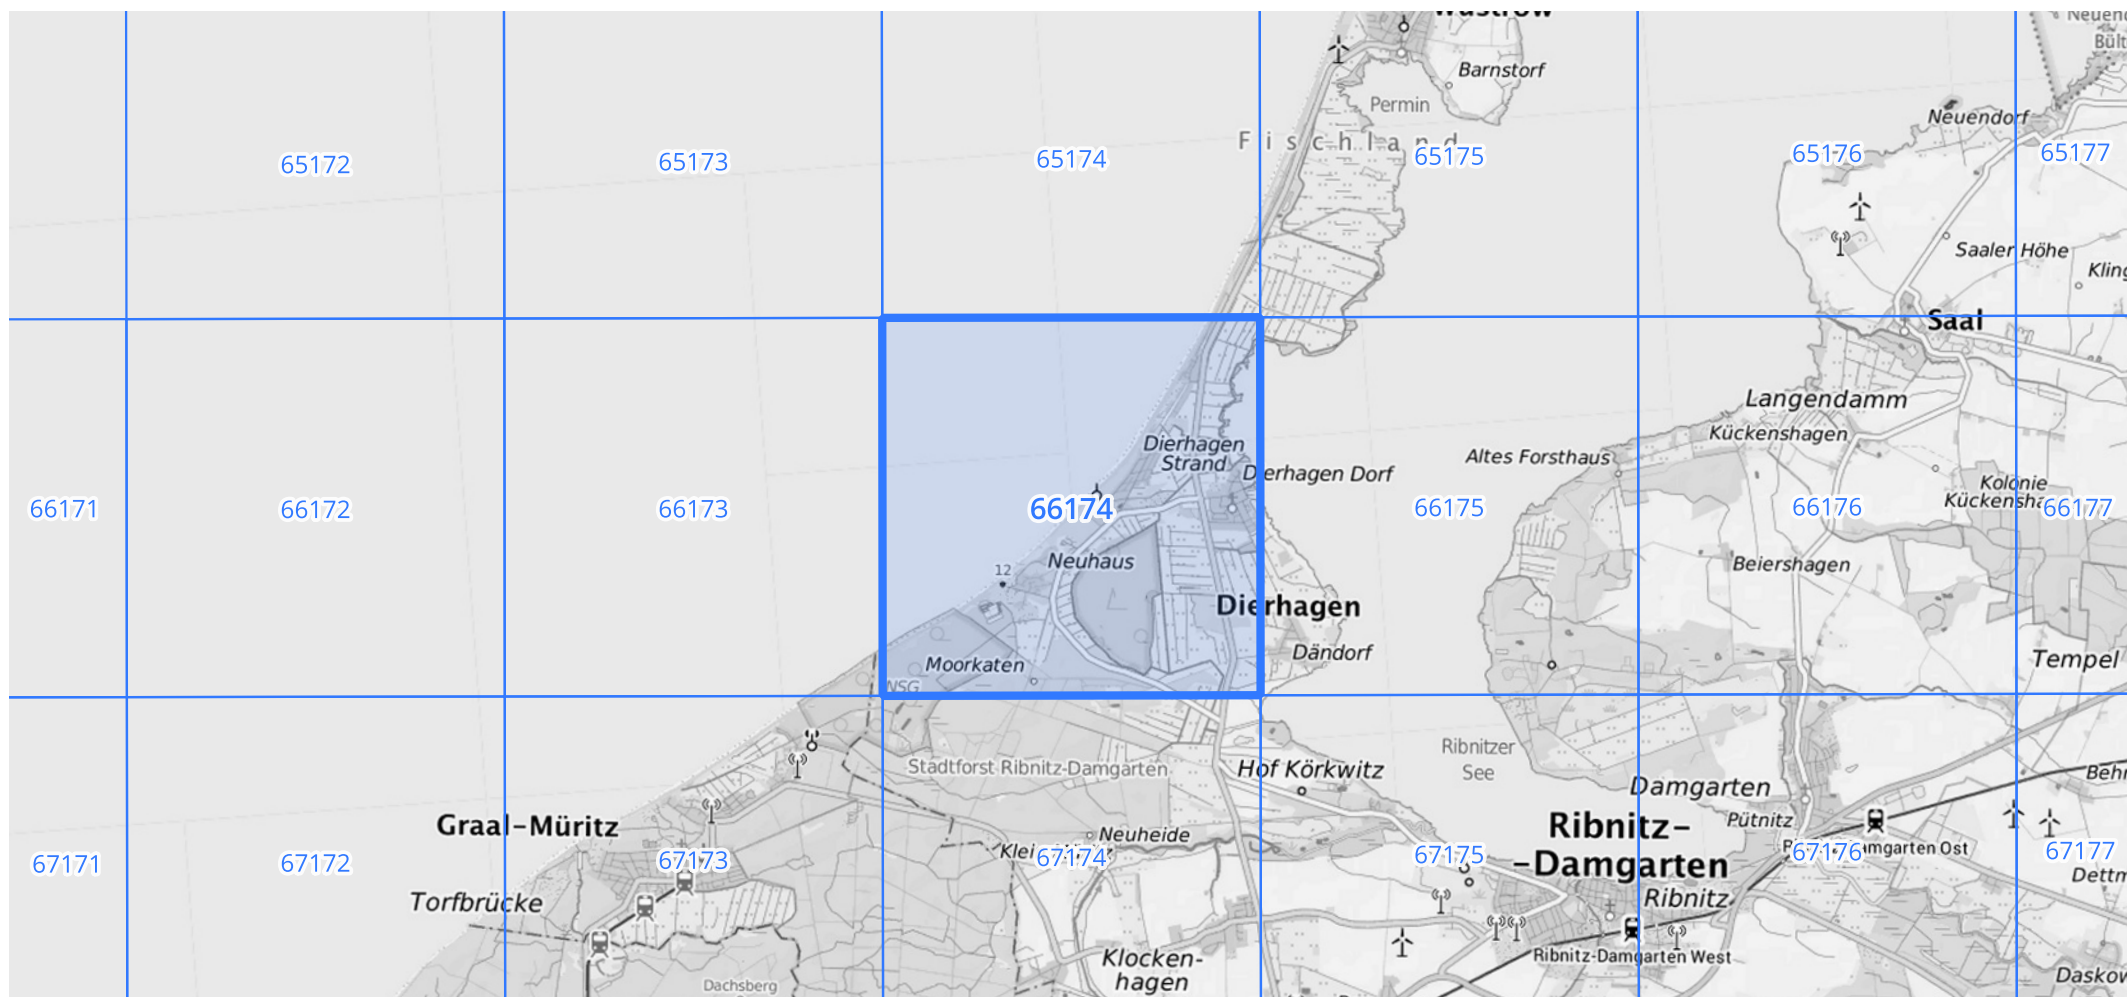 Wustrow
Neuendorf
Barnstorf
Permin
Fischland
Neuendorf
65172
65173
65174
65175
65176
65177
Saaler Höhe
Saal
Langendamm
Kückenshagen
Dierhagen
Strand
Dierhagen Dorf
Altes Forsthaus
Kolonie
66171
66172
66173
66174
66175
66176
66177
Neuhaus
12
Beiershagen
Dierhagen
Dändorf
Moorkaten
NSG
Tempel
Ribnitzer
See
Stadtforst Ribnitz-Damgarten
Hof Körkwitz
Damgarten
Pütnitz
Graal-Müritz
Neuheide
Ribnitz-
-Damgarten
67171
67172
67173
67174
67175
67176
67177
Torfbrücke
Ribnitz
Klocken-
hagen
Ribnitz-Damgarten West
Dachsberg